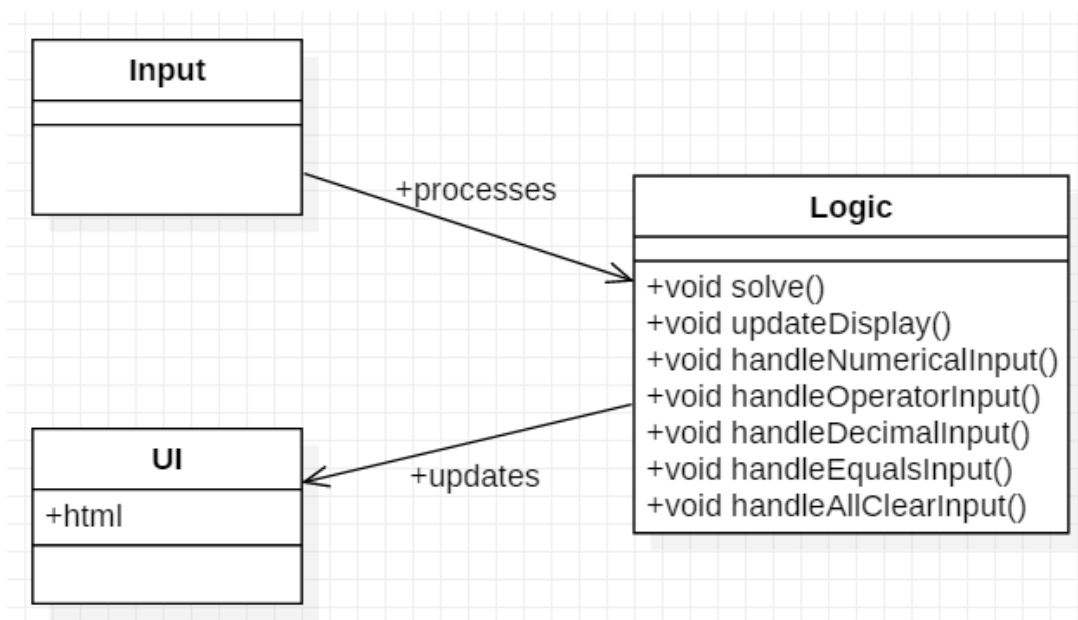 Input
+processes
Logic
+void solve()
+void updateDisplay()
+void handleNumericalInput()
+void handleOperatorInput()
+void handleDecimalInput()
+void handleEqualsInput()
+void handleAllClearInput()
UI
+html
+updates